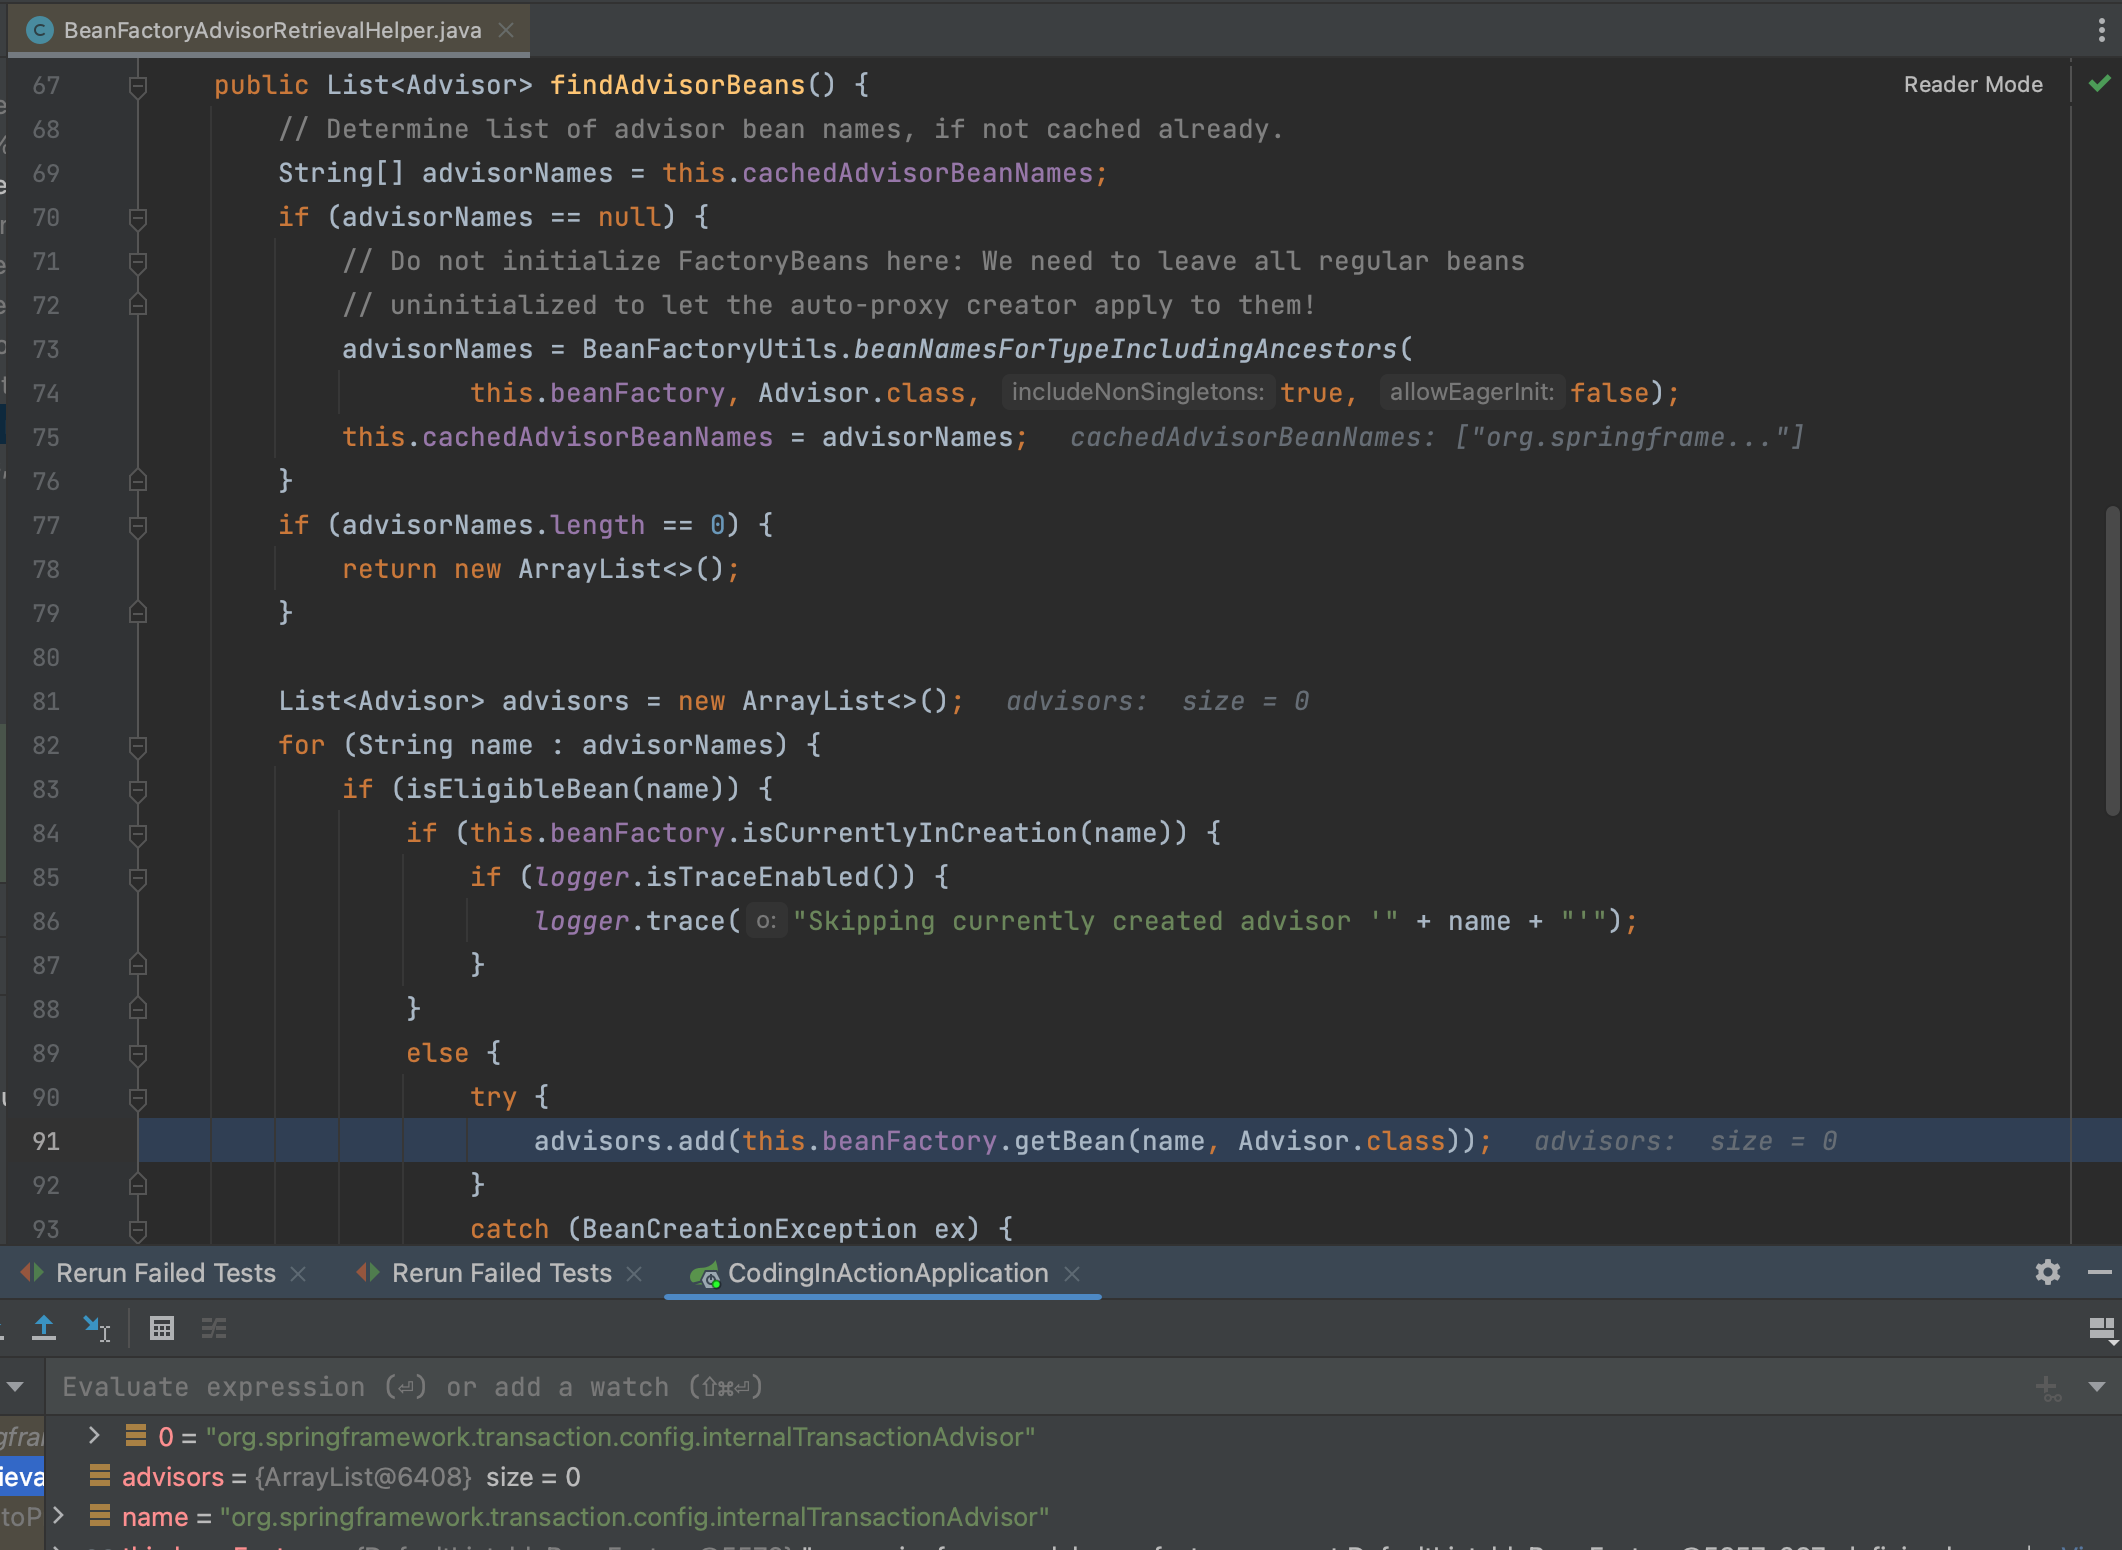 BeanFactoryAdvisorRetrievalHelper.java
Reader Mode
67 public List<Advisor> findAdvisorBeans() {
68 // Determine list of advisor bean names, if not cached already.
69 String[] advisorNames = this.cachedAdvisorBeanNames;
70 if (advisorNames == null) {
71 // Do not initialize FactoryBeans here: We need to leave all regular beans
72 // uninitialized to let the auto-proxy creator apply to them!
73 advisorNames = BeanFactoryUtils.beanNamesForTypeIncludingAncestors(
74 this.beanFactory, Advisor.class, includeNonSingletons: true, allowEagerInit: false);
75 this.cachedAdvisorBeanNames = advisorNames; cachedAdvisorBeanNames: ["org.springframe..."]
76 }
77 if (advisorNames.length == 0) {
78 return new ArrayList<>();
79 }
80
81 List<Advisor> advisors = new ArrayList<>(); advisors: size = 0
82 for (String name : advisorNames) {
83 if (isEligibleBean(name)) {
84 if (this.beanFactory.isCurrentlyInCreation(name)) {
85 if (logger.isTraceEnabled()) {
86 logger.trace( o: "Skipping currently created advisor '" + name + "'");
87 }
88 }
89 else {
90 try {
91 advisors.add(this.beanFactory.getBean(name, Advisor.class)); advisors: size = 0
92 }
93 catch (BeanCreationException ex) {
Rerun Failed Tests
Rerun Failed Tests
CodingInActionApplication
Evaluate expression (⏎) or add a watch (⇧⌘⏎)
0 = "org.springframework.transaction.config.internalTransactionAdvisor"
advisors = {ArrayList@6408} size = 0
name = "org.springframework.transaction.config.internalTransactionAdvisor"